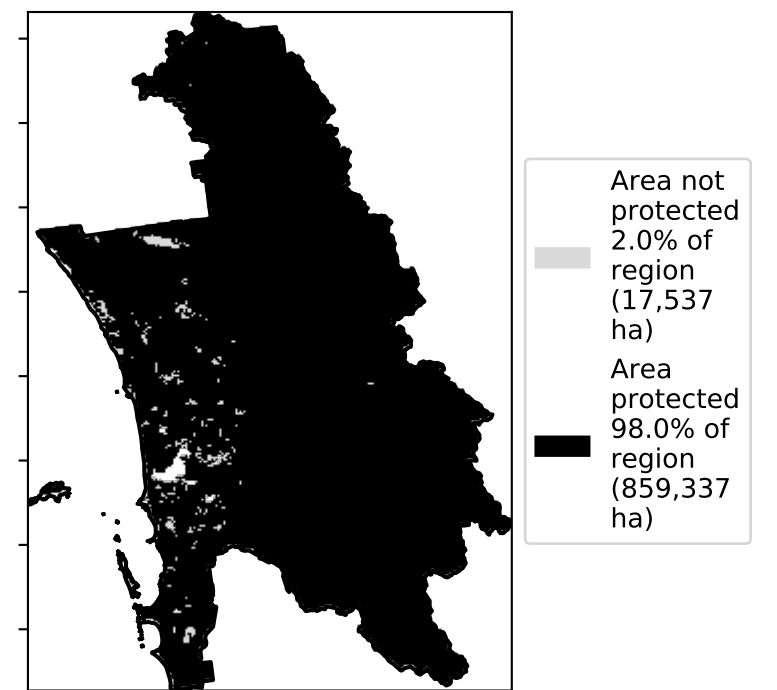 Area not
protected
2.0% of
region
(17,537
ha)
Area
protected
98.0% of
region
(859,337
ha)